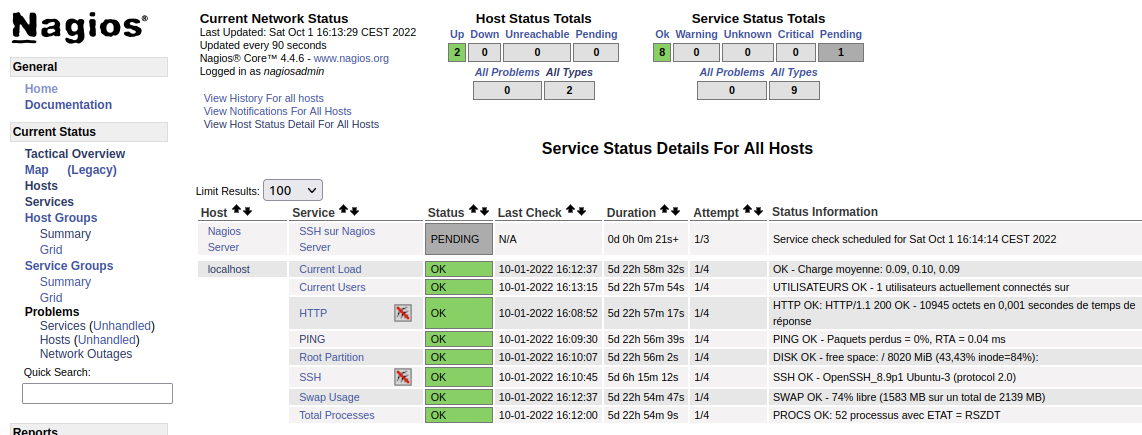 Nagios®
General
Home
Documentation
Current Status
Tactical Overview
Map (Legacy)
Hosts
Services
Host Groups
Summary
Grid
Service Groups
Summary
Grid
Problems
Services (Unhandled)
Hosts (Unhandled)
Network Outages
Quick Search:
Reports
Current Network Status
Last Updated: Sat Oct 1 16:13:29 CEST 2022
Updated every 90 seconds
Nagios® Core™ 4.4.6 - www.nagios.org
Logged in as nagiosadmin
View History For all hosts
View Notifications For All Hosts
View Host Status Detail For All Hosts
Host Status Totals
Up Down Unreachable Pending
2 0 0 0
All Problems All Types
0 2
Service Status Totals
Ok Warning Unknown Critical Pending
8 0 0 0 1
All Problems All Types
0 9
Service Status Details For All Hosts
Limit Results: 100
Host Service Status Last Check Duration Attempt Status Information
Nagios Server SSH sur Nagios Server PENDING N/A 0d 0h 0m 21s+ 1/3 Service check scheduled for Sat Oct 1 16:14:14 CEST 2022
localhost Current Load OK 10-01-2022 16:12:37 5d 22h 58m 32s 1/4 OK - Charge moyenne: 0.09, 0.10, 0.09
Current Users OK 10-01-2022 16:13:15 5d 22h 57m 54s 1/4 UTILISATEURS OK - 1 utilisateurs actuellement connectés sur
HTTP OK 10-01-2022 16:08:52 5d 22h 57m 17s 1/4 HTTP OK: HTTP/1.1 200 OK - 10945 octets en 0,001 secondes de temps de
réponse
PING OK 10-01-2022 16:09:30 5d 22h 56m 39s 1/4 PING OK - Paquets perdus = 0%, RTA = 0.04 ms
Root Partition OK 10-01-2022 16:10:07 5d 22h 56m 2s 1/4 DISK OK - free space: / 8020 MiB (43,43% inode=84%):
SSH OK 10-01-2022 16:10:45 5d 6h 15m 12s 1/4 SSH OK - OpenSSH_8.9p1 Ubuntu-3 (protocol 2.0)
Swap Usage OK 10-01-2022 16:12:37 5d 22h 54m 47s 1/4 SWAP OK - 74% libre (1583 MB sur un total de 2139 MB)
Total Processes OK 10-01-2022 16:12:00 5d 22h 54m 9s 1/4 PROCS OK: 52 processus avec ETAT = RSZDT